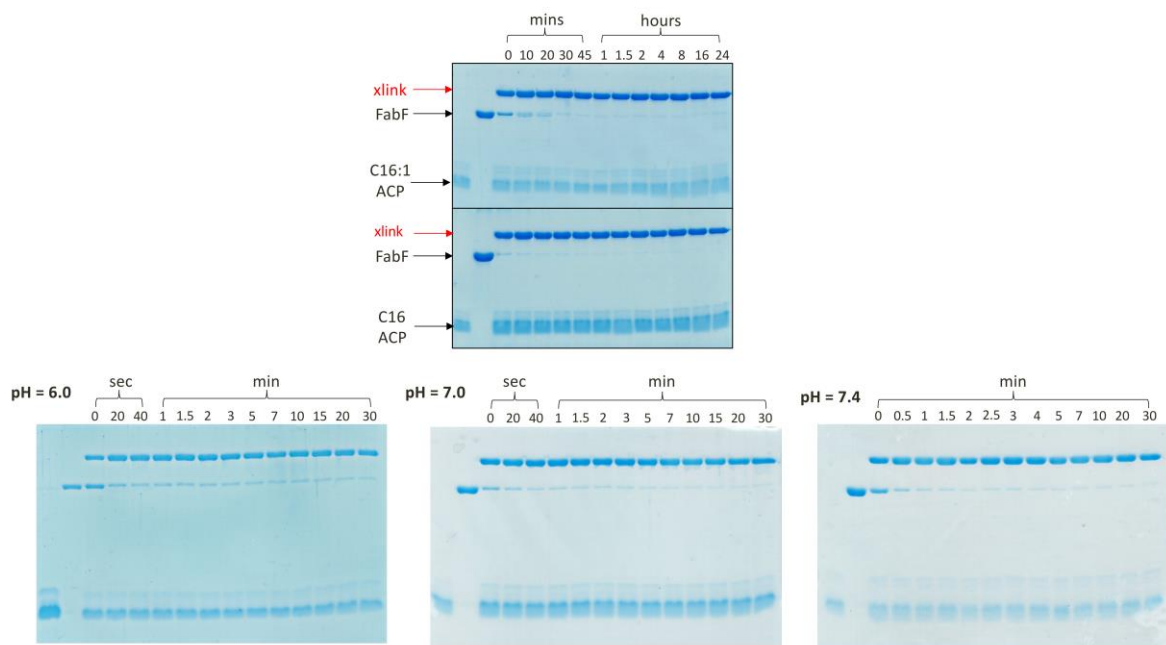 mins hours
0 10 20 30 45 1 1.5 2 4 8 16 24
xlink
FabF
C16:1
ACP
xlink
FabF
C16
ACP
pH = 6.0 sec min
0 20 40 1 1.5 2 3 5 7 10 15 20 30
pH = 7.0 sec min
0 20 40 1 1.5 2 3 5 7 10 15 20 30
pH = 7.4 min
0 0.5 1 1.5 2 2.5 3 4 5 7 10 20 30